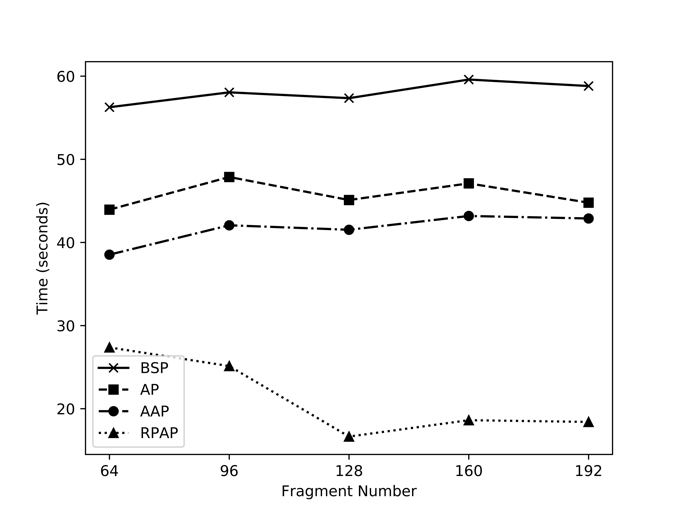 60
50
40
30
20
Time (seconds)
BSP
AP
AAP
RPAP
64 96 128 160 192
Fragment Number